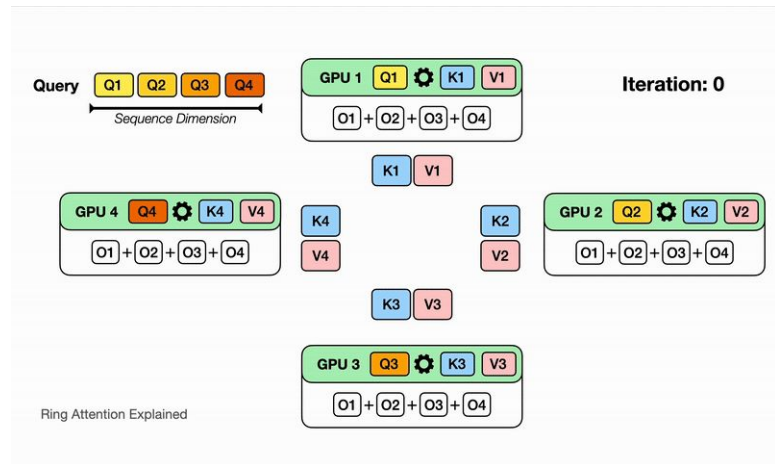 Query Q1 Q2 Q3 Q4
Sequence Dimension
GPU 1 Q1 K1 V1
O1 + O2 + O3 + O4
Iteration: 0
K1 V1
GPU 4 Q4 K4 V4
O1 + O2 + O3 + O4
K4
V4
K2
V2
GPU 2 Q2 K2 V2
O1 + O2 + O3 + O4
K3 V3
GPU 3 Q3 K3 V3
O1 + O2 + O3 + O4
Ring Attention Explained